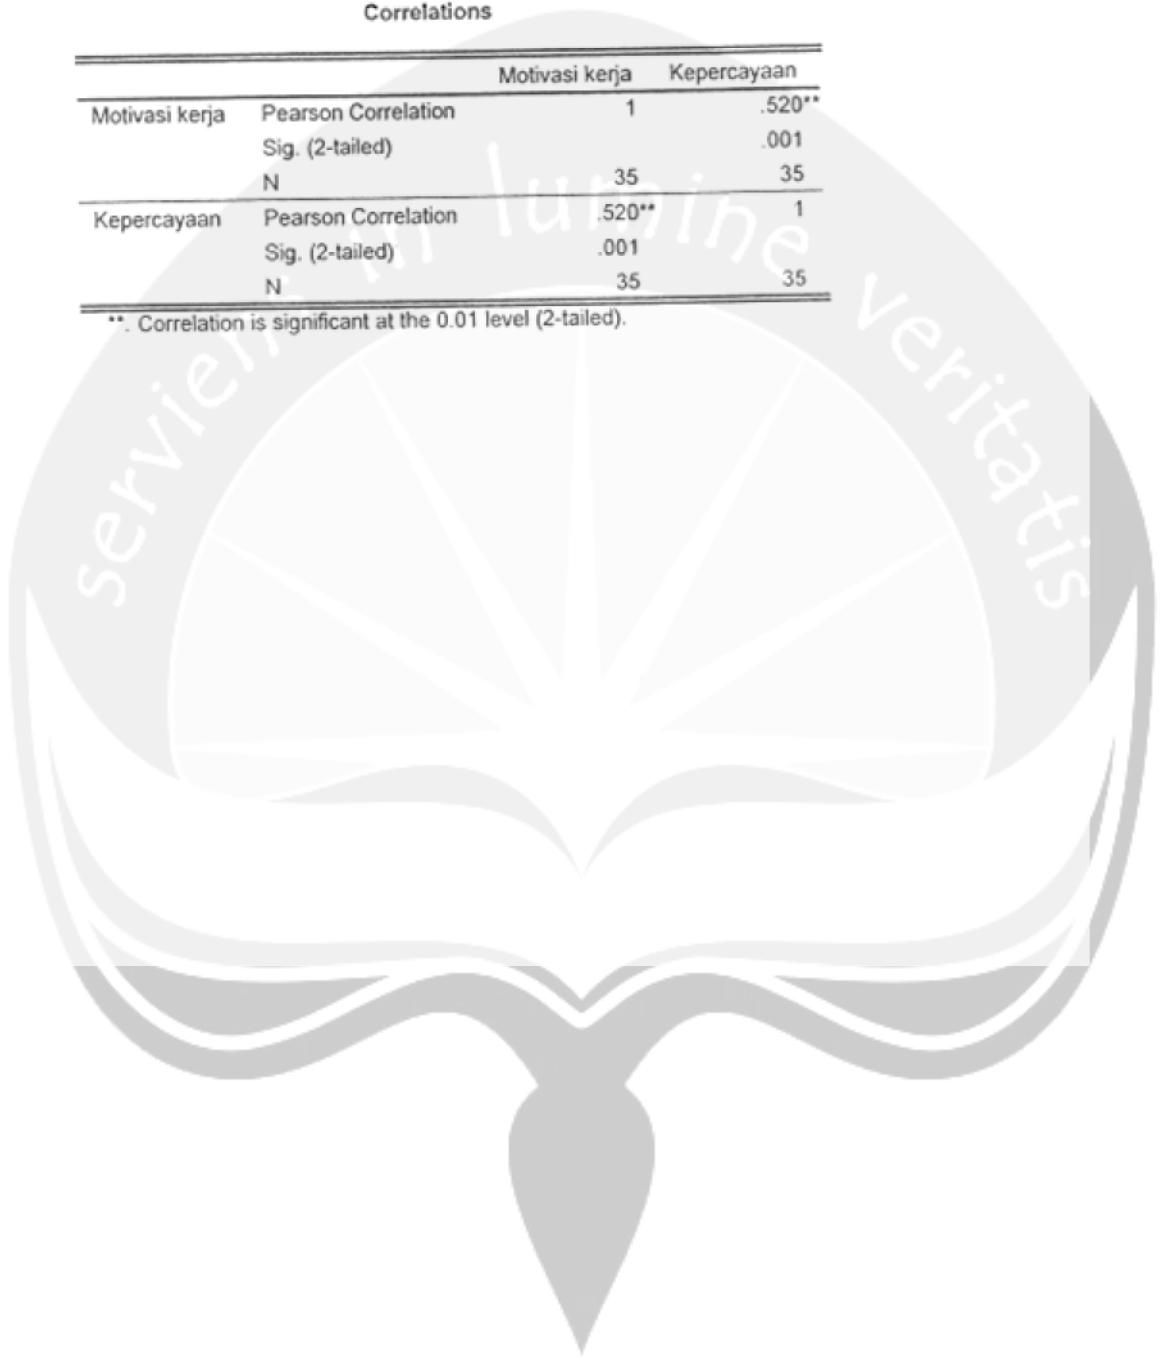 Correlations
Motivasi kerja Kepercayaan
Motivasi kerja Pearson Correlation 1 .520**
Sig. (2-tailed) .001
N 35 35
Kepercayaan Pearson Correlation .520** 1
Sig. (2-tailed) .001
N 35 35
**. Correlation is significant at the 0.01 level (2-tailed).
serviens in lumine veritatis